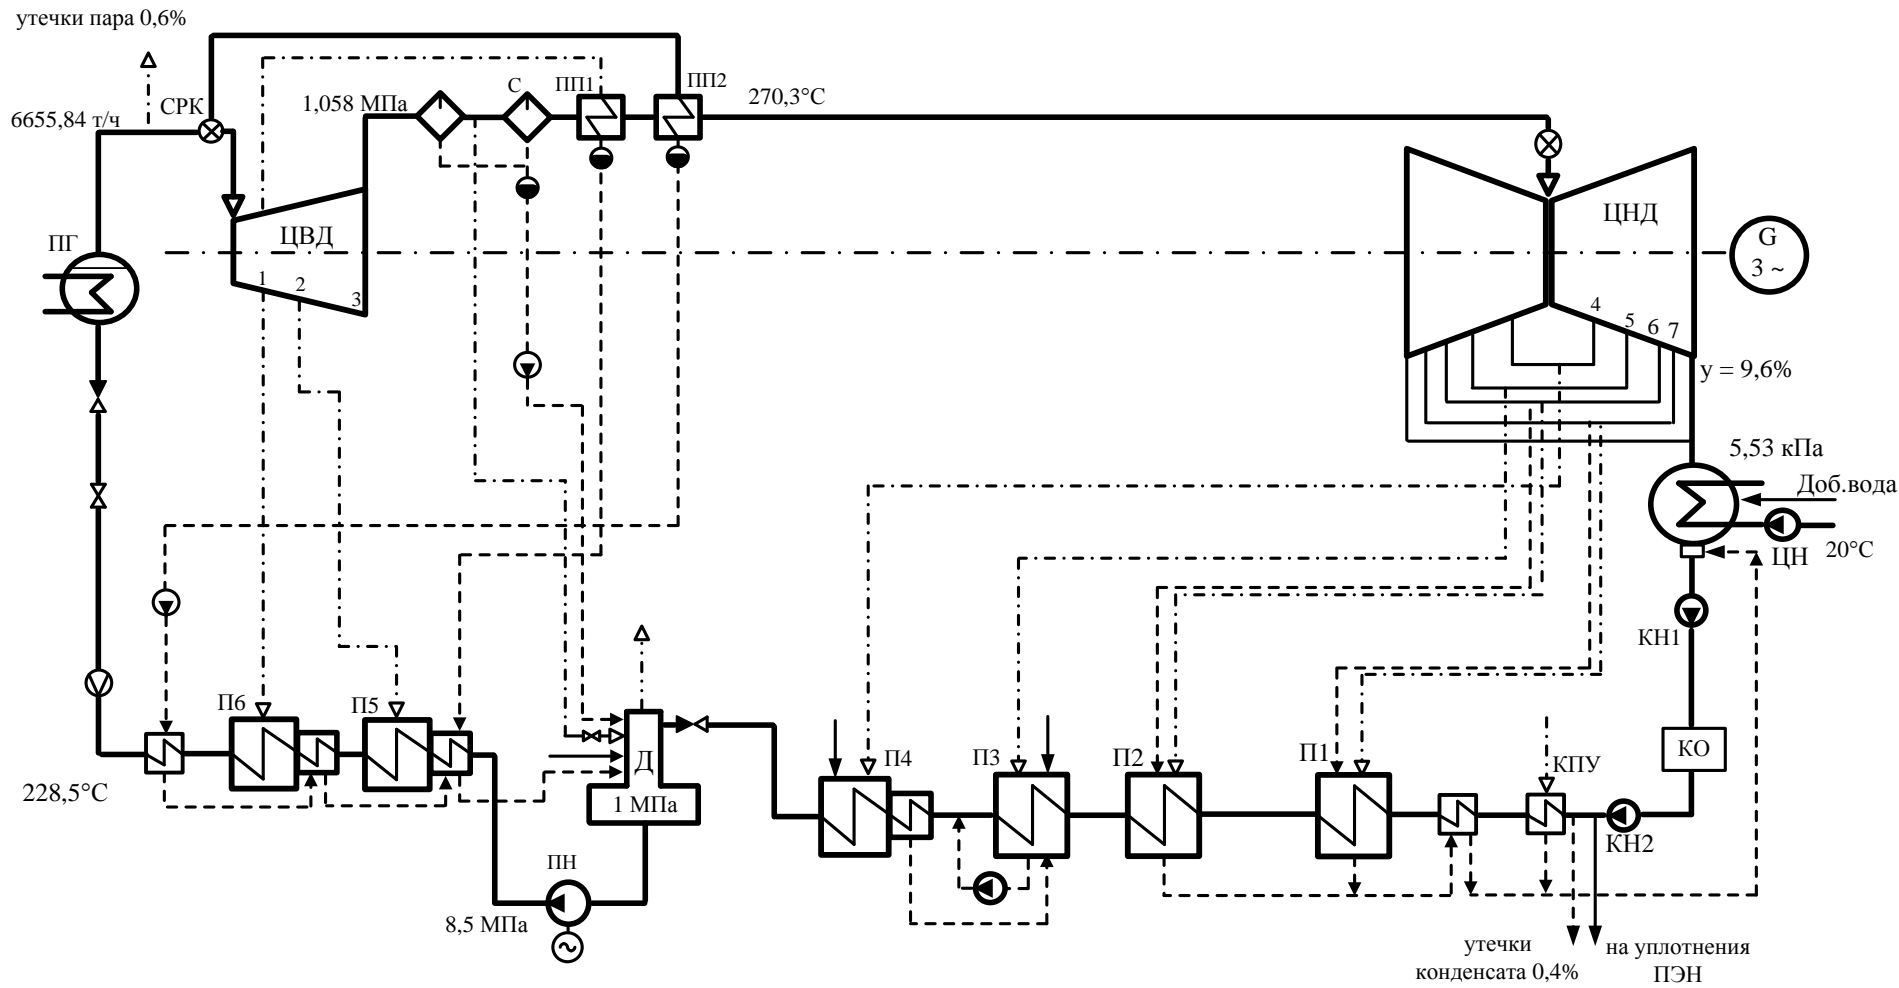 утечки пара 0,6%
СРК
6655,84 т/ч
1,058 МПа
С
ПП1
ПП2
270,3°С
ПГ
ЦВД
1
2
3
ЦНД
G
3 ~
4
5
6
7
y = 9,6%
5,53 кПа
Доб.вода
ЦН
20°С
КН1
КО
КН2
КПУ
П1
П2
П3
П4
Д
1 МПа
П5
П6
228,5°С
ПН
8,5 МПа
утечки
конденсата 0,4%
на уплотнения
ПЭН